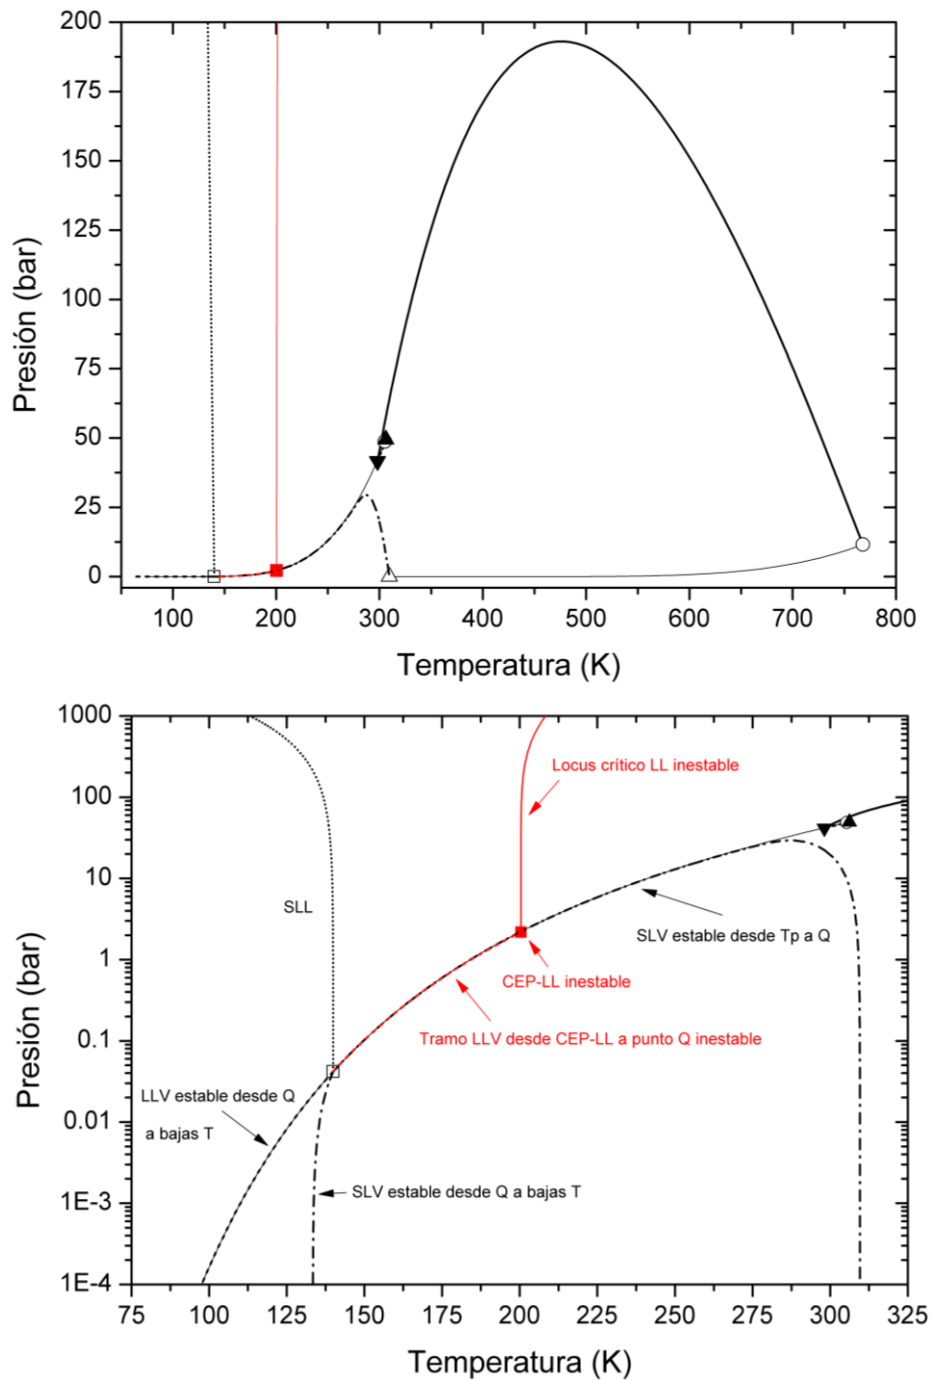 200
175
150
125
100
75
50
25
0
Presión (bar)
100 200 300 400 500 600 700 800
Temperatura (K)
1000
100
10
1
0.1
0.01
1E-3
1E-4
Presión (bar)
Locus crítico LL inestable
SLL
SLV estable desde Tp a Q
CEP-LL inestable
Tramo LLV desde CEP-LL a punto Q inestable
LLV estable desde Q
a bajas T
SLV estable desde Q a bajas T
75 100 125 150 175 200 225 250 275 300 325
Temperatura (K)